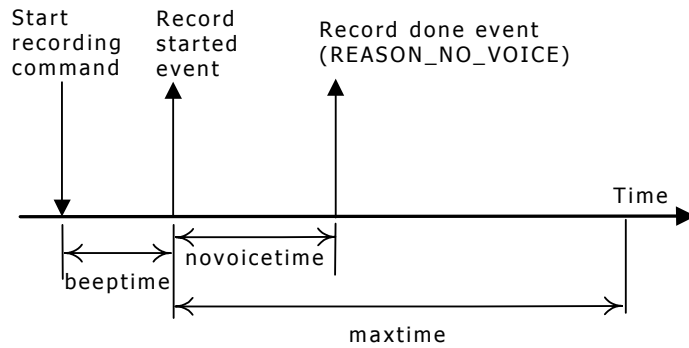 Start
recording
command
Record
started
event
Record done event
(REASON_NO_VOICE)
Time
novoicetime
beeptime
maxtime